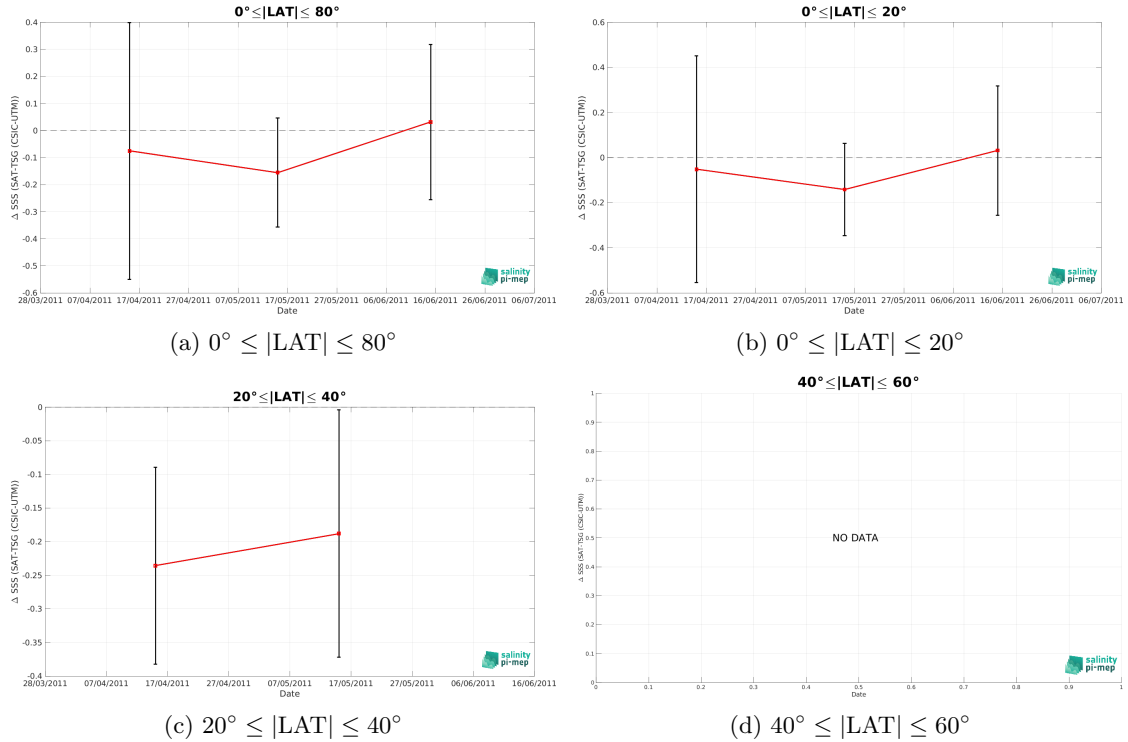 0°≤|LAT|≤ 80°
0.4
0.3
0.2
0.1
0
-0.1
-0.2
-0.3
-0.4
-0.5
-0.6
Δ SSS (SAT-TSG (CSIC-UTM))
28/03/2011 07/04/2011 17/04/2011 27/04/2011 07/05/2011 17/05/2011 27/05/2011 06/06/2011 16/06/2011 26/06/2011 06/07/2011
Date
salinity
pi-mep
(a) 0° ≤ |LAT| ≤ 80°
0°≤|LAT|≤ 20°
0.6
0.4
0.2
0
-0.2
-0.4
-0.6
Δ SSS (SAT-TSG (CSIC-UTM))
28/03/2011 07/04/2011 17/04/2011 27/04/2011 07/05/2011 17/05/2011 27/05/2011 06/06/2011 16/06/2011 26/06/2011 06/07/2011
Date
salinity
pi-mep
(b) 0° ≤ |LAT| ≤ 20°
20°≤|LAT|≤ 40°
0
-0.05
-0.1
-0.15
-0.2
-0.25
-0.3
-0.35
-0.4
Δ SSS (SAT-TSG (CSIC-UTM))
28/03/2011 07/04/2011 17/04/2011 27/04/2011 07/05/2011 17/05/2011 27/05/2011 06/06/2011 16/06/2011
Date
salinity
pi-mep
(c) 20° ≤ |LAT| ≤ 40°
40°≤|LAT|≤ 60°
1
0.9
0.8
0.7
0.6
0.5
0.4
0.3
0.2
0.1
0
Δ SSS (SAT-TSG (CSIC-UTM))
NO DATA
0 0.1 0.2 0.3 0.4 0.5 0.6 0.7 0.8 0.9 1
Date
salinity
pi-mep
(d) 40° ≤ |LAT| ≤ 60°